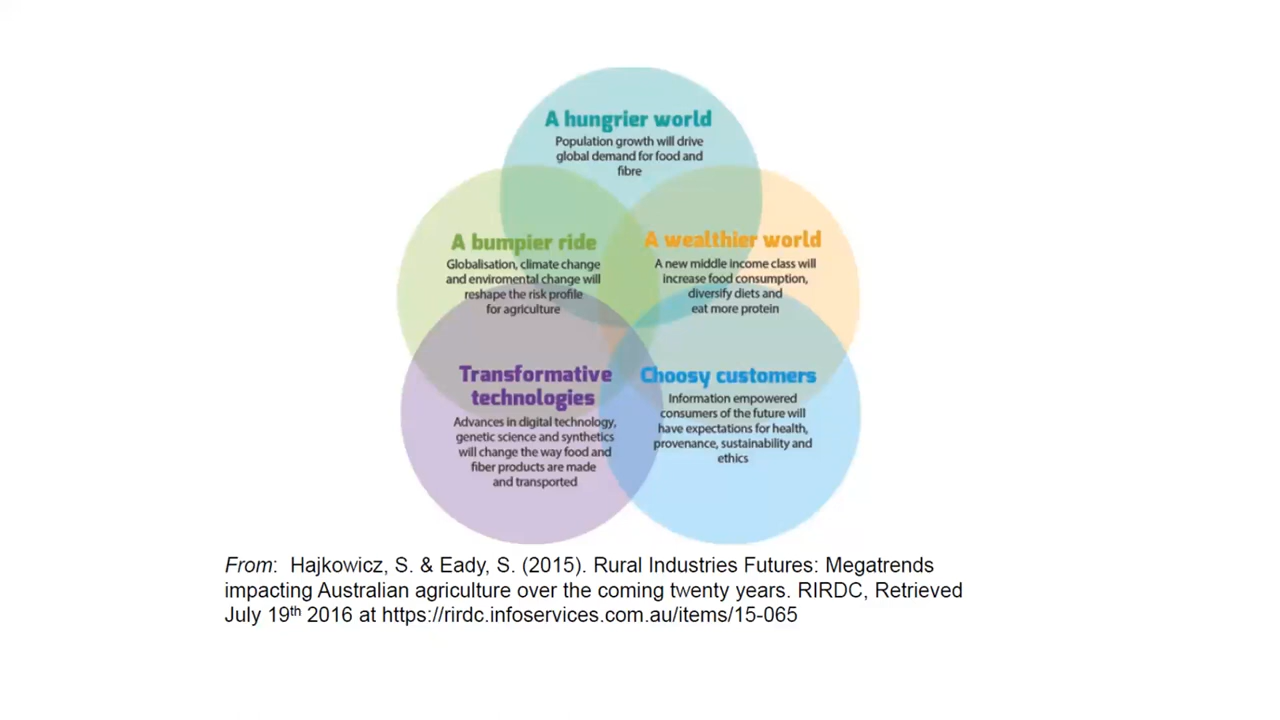 A hungrier world
Population growth will drive
global demand for food and
fibre
A bumpier ride
Globalisation, climate change
and enviromental change will
reshape the risk profile
for agriculture
A wealthier world
A new middle income class will
increase food consumption,
diversify diets and
eat more protein
Transformative
technologies
Advances in digital technology,
genetic science and synthetics
will change the way food and
fiber products are made
and transported
Choosy customers
Information empowered
consumers of the future will
have expectations for health,
provenance, sustainability and
ethics
From: Hajkowicz, S. & Eady, S. (2015). Rural Industries Futures: Megatrends
impacting Australian agriculture over the coming twenty years. RIRDC, Retrieved
July 19th 2016 at https://rirdc.infoservices.com.au/items/15-065